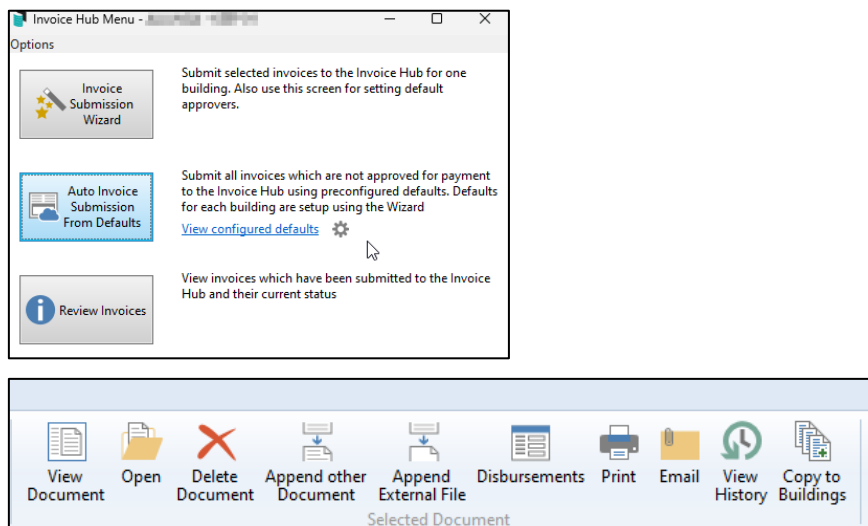 Invoice Hub Menu -
Options
Invoice
Submission
Wizard
Submit selected invoices to the Invoice Hub for one
building. Also use this screen for setting default
approvers.
Auto Invoice
Submission
From Defaults
Submit all invoices which are not approved for payment
to the Invoice Hub using preconfigured defaults. Defaults
for each building are setup using the Wizard
View configured defaults
Review Invoices
View invoices which have been submitted to the Invoice
Hub and their current status
View
Document
Open
Delete
Document
Append other
Document
Append
External File
Disbursements
Print
Email
View
History
Copy to
Buildings
Selected Document